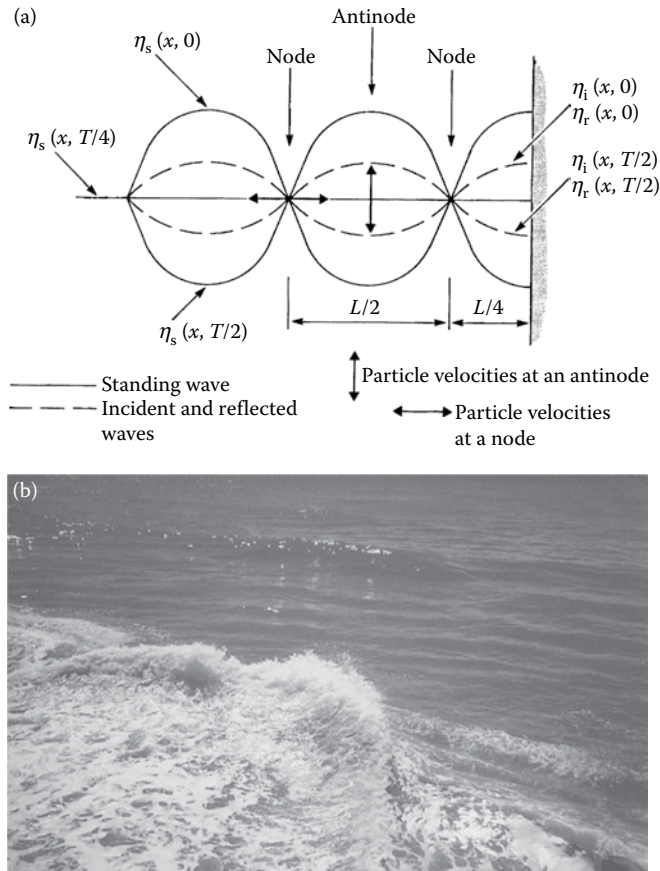 (a)
Antinode
ηs (x, 0)
Node
Node
ηi (x, 0)
ηr (x, 0)
ηs (x, T/4)
ηi (x, T/2)
ηr (x, T/2)
ηs (x, T/2)
L/2
L/4
Standing wave
Incident and reflected
waves
Particle velocities at an antinode
Particle velocities
at a node
(b)